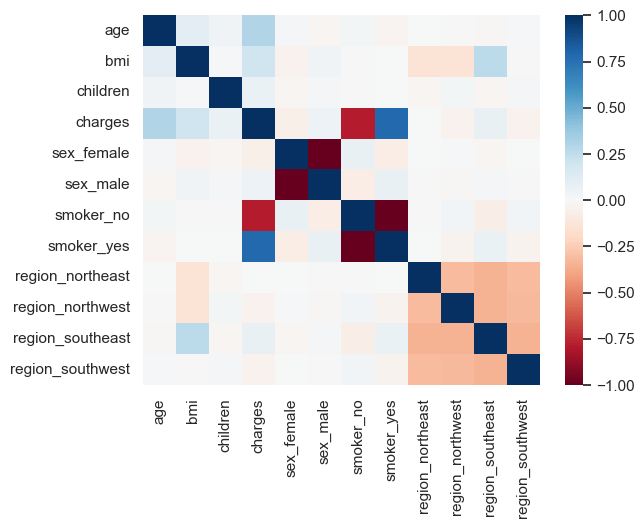 age
bmi
children
charges
sex_female
sex_male
smoker_no
smoker_yes
region_northeast
region_northwest
region_southeast
region_southwest
age
bmi
children
charges
sex_female
sex_male
smoker_no
smoker_yes
region_northeast
region_northwest
region_southeast
region_southwest
1.00
0.75
0.50
0.25
0.00
−0.25
−0.50
−0.75
−1.00